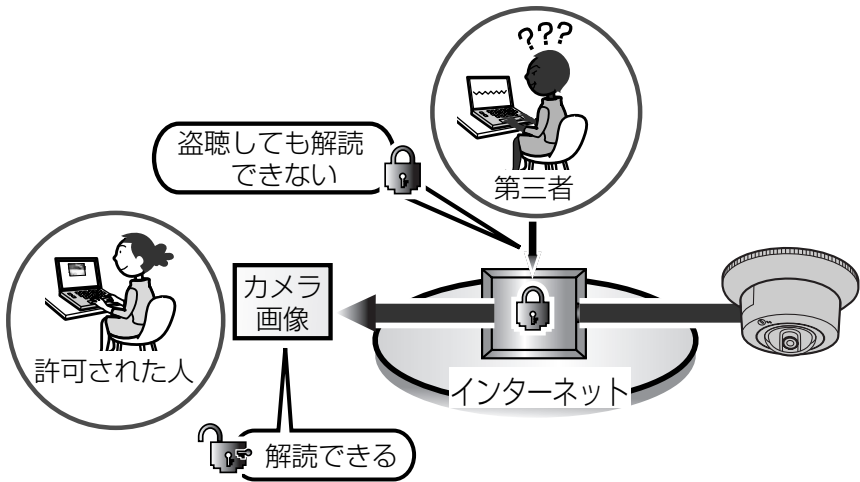 ???
盗聴しても解読
できない
第三者
カメラ
画像
許可された人
インターネット
解読できる